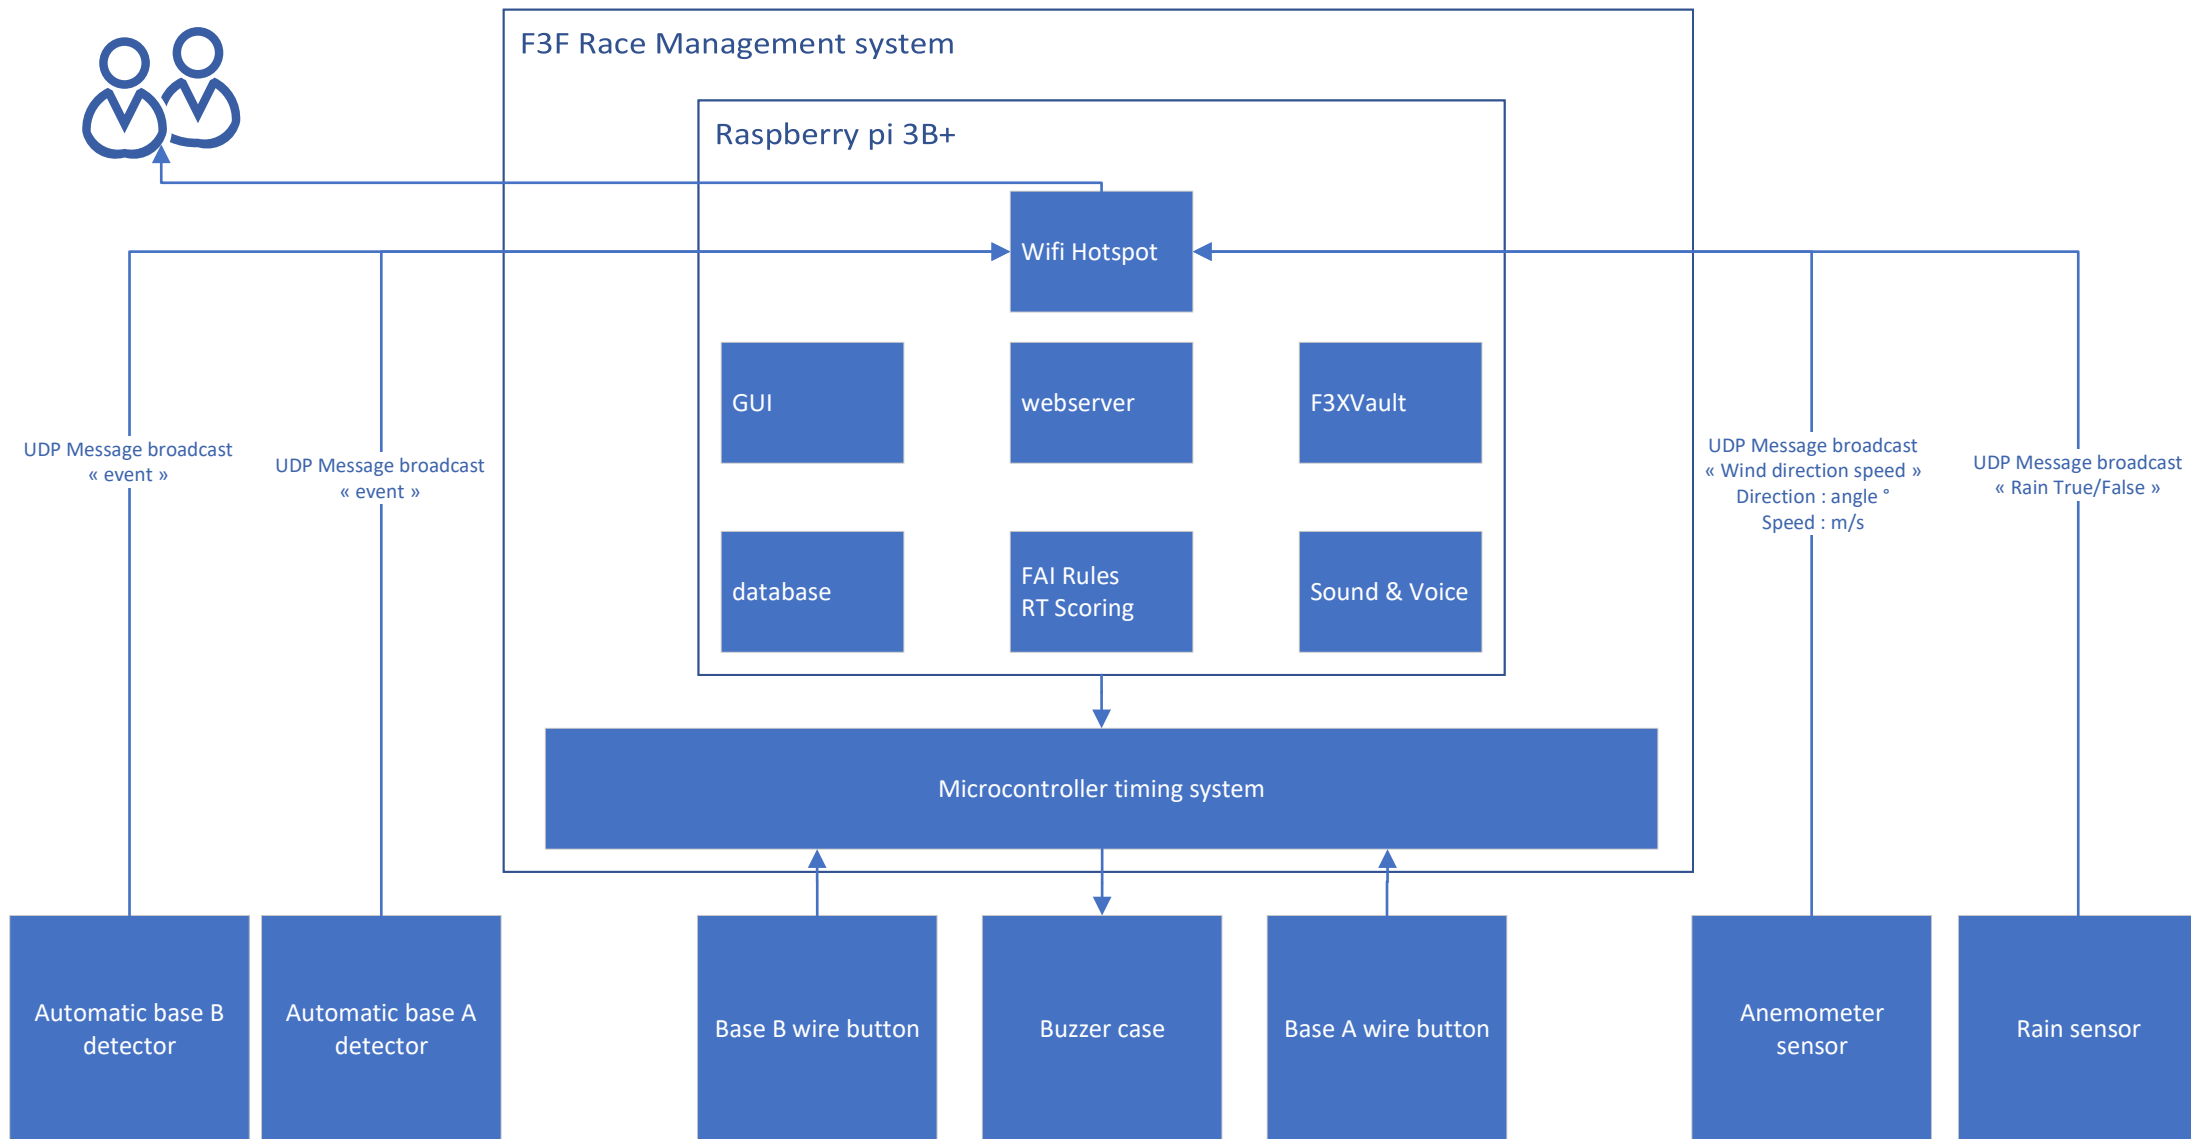 F3F Race Management system
Raspberry pi 3B+
Wifi Hotspot
GUI
webserver
F3XVault
UDP Message broadcast
« event »
UDP Message broadcast
« event »
UDP Message broadcast
« Wind direction speed »
Direction : angle °
Speed : m/s
UDP Message broadcast
« Rain True/False »
database
FAI Rules
RT Scoring
Sound & Voice
Microcontroller timing system
Automatic base B
detector
Automatic base A
detector
Base B wire button
Buzzer case
Base A wire button
Anemometer
sensor
Rain sensor